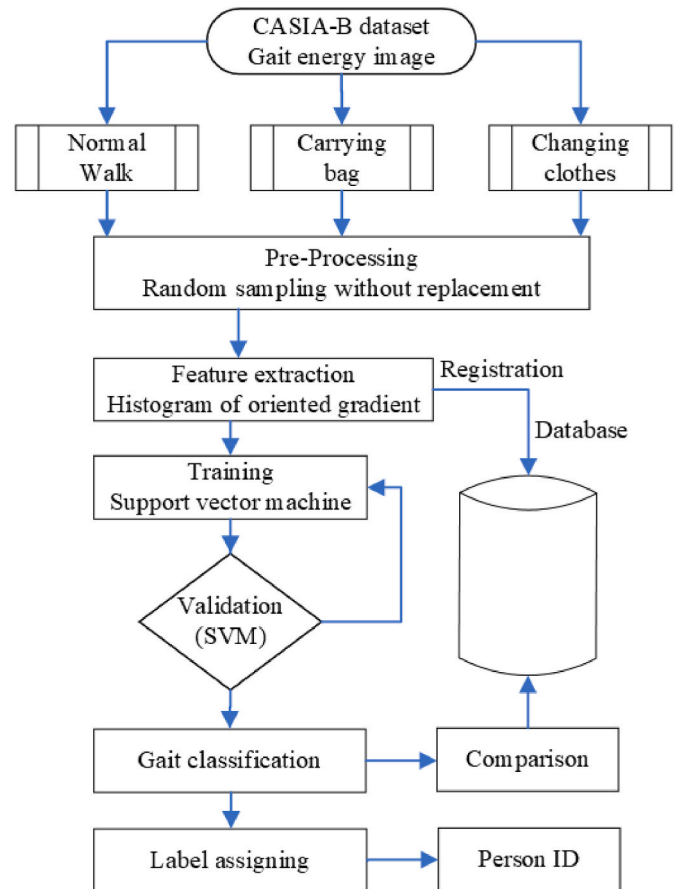 CASIA-B dataset
Gait energy image
Normal
Walk
Carrying
bag
Changing
clothes
Pre-Processing
Random sampling without replacement
Feature extraction
Histogram of oriented gradient
Registration
Database
Training
Support vector machine
Validation
(SVM)
Gait classification
Comparison
Label assigning
Person ID